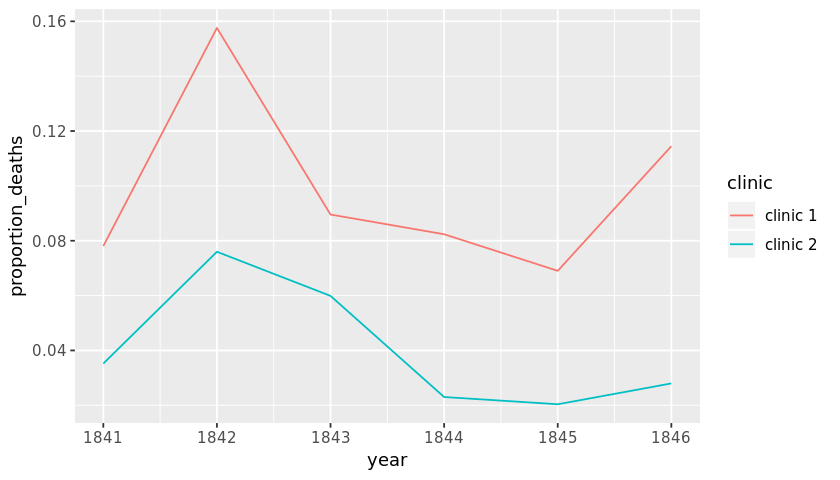 0.16
0.12
0.08
0.04
proportion_deaths
1841 1842 1843 1844 1845 1846
year
clinic
clinic 1
clinic 2